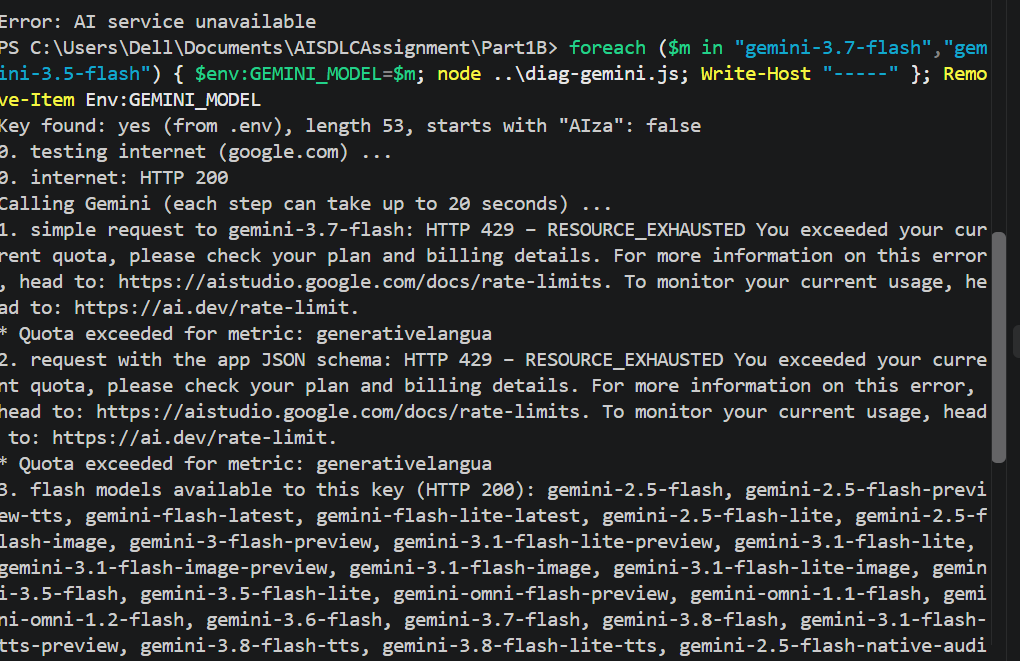 Error: AI service unavailable
PS C:\Users\Dell\Documents\AISDLCAssignment\Part1B> foreach ($m in "gemini-3.7-flash","gem
ini-3.5-flash") { $env:GEMINI_MODEL=$m; node ..\diag-gemini.js; Write-Host "-----" }; Remo
ve-Item Env:GEMINI_MODEL
Key found: yes (from .env), length 53, starts with "AIza": false
0. testing internet (google.com) ...
0. internet: HTTP 200
Calling Gemini (each step can take up to 20 seconds) ...
1. simple request to gemini-3.7-flash: HTTP 429 – RESOURCE_EXHAUSTED You exceeded your cur
rent quota, please check your plan and billing details. For more information on this error
, head to: https://aistudio.google.com/docs/rate-limits. To monitor your current usage, he
ad to: https://ai.dev/rate-limit.
* Quota exceeded for metric: generativelangua
2. request with the app JSON schema: HTTP 429 – RESOURCE_EXHAUSTED You exceeded your curre
nt quota, please check your plan and billing details. For more information on this error,
head to: https://aistudio.google.com/docs/rate-limits. To monitor your current usage, head
 to: https://ai.dev/rate-limit.
* Quota exceeded for metric: generativelangua
3. flash models available to this key (HTTP 200): gemini-2.5-flash, gemini-2.5-flash-previ
ew-tts, gemini-flash-latest, gemini-flash-lite-latest, gemini-2.5-flash-lite, gemini-2.5-f
lash-image, gemini-3-flash-preview, gemini-3.1-flash-lite-preview, gemini-3.1-flash-lite,
gemini-3.1-flash-image-preview, gemini-3.1-flash-image, gemini-3.1-flash-lite-image, gemin
i-3.5-flash, gemini-3.5-flash-lite, gemini-omni-flash-preview, gemini-omni-1.1-flash, gemi
ni-omni-1.2-flash, gemini-3.6-flash, gemini-3.7-flash, gemini-3.8-flash, gemini-3.1-flash-
tts-preview, gemini-3.8-flash-tts, gemini-3.8-flash-lite-tts, gemini-2.5-flash-native-audi